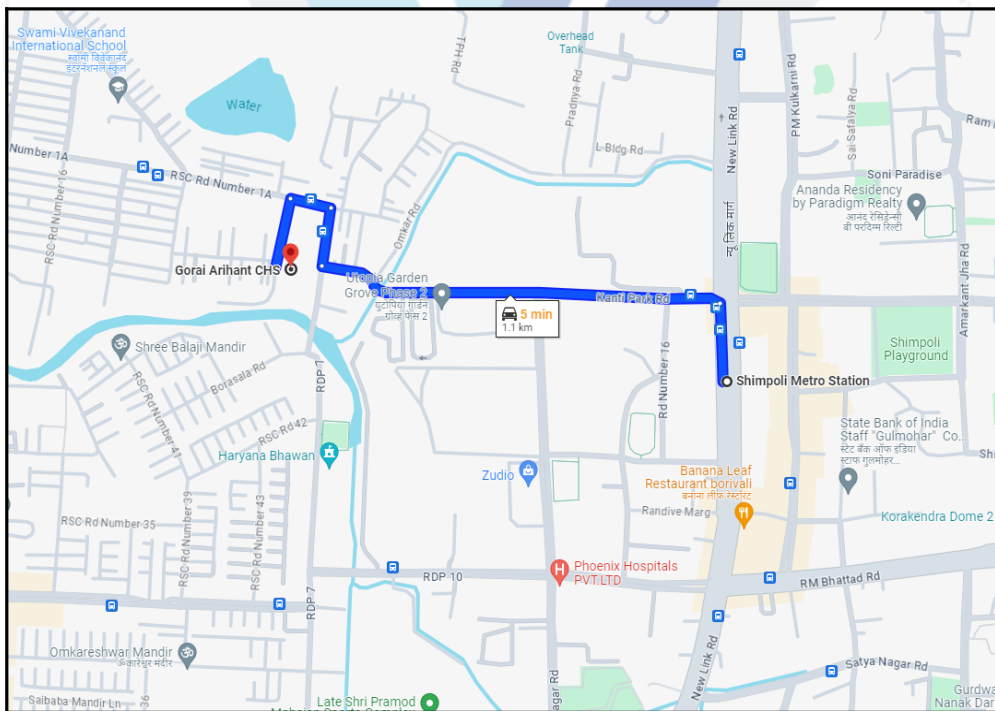 Swami Vivekanand
International School
स्वामी विवेकानंद
इंटरनॅशनल स्कूल
Water
TPH Rd
Overhead
Tank
Pradnya Rd
L Bldg Rd
New Link Rd
PM Kulkarni Rd
Sai Safalya Rd
Soni Paradise
Number 1A
RSC Rd Number 1A
RSC Rd Number 16
Omkar Rd
न्यू लिंक मार्ग
Ananda Residency
by Paradigm Realty
आनंद रेसिडेन्सी
Amarkant Jha Rd
Gorai Arihant CHS
Utopia Garden
Grove Phase 2
युटोपिया गार्डन
ग्रोव्ह फेस 2
Kanti Park Rd
5 min
1.1 km
Shree Balaji Mandir
Borasala Rd
RDP 1
Rd Number 16
Shimpoli
Playground
Shimpoli Metro Station
RSC Rd Number 41
RSC Rd 42
Haryana Bhawan
Zudio
State Bank of India
Staff "Gulmohar" Co...
स्टेट बँक ऑफ इंडिया
स्टाफ गुलमोहर...
Banana Leaf
Restaurant borivali
बनाना लीफ रेस्टोरंट
Randive Marg
Korakendra Dome 2
RSC Rd Number 35
RSC Rd Number 39
RSC Rd Number 43
RDP 10
Phoenix Hospitals
PVT.LTD
RM Bhattad Rd
RDP 7
Omkareshwar Mandir
ओंकारेश्वर मंदीर
New Link Rd
Satya Nagar Rd
Saibaba Mandir Ln
Late Shri Pramod
Mahajan Sports Complex
Nanak